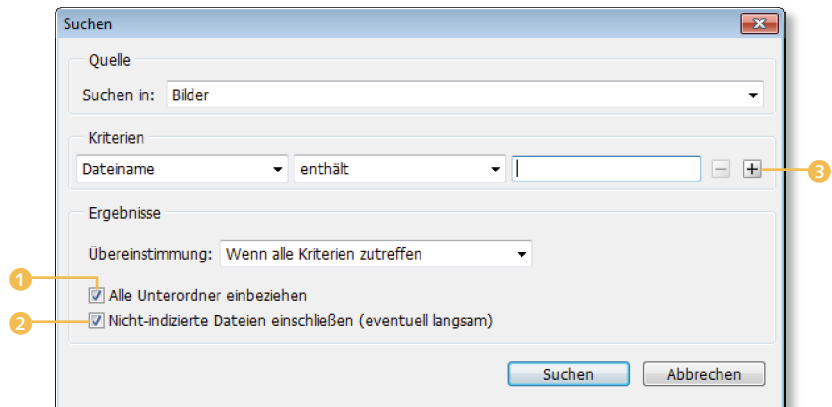 Suchen
Quelle
Suchen in: Bilder
Kriterien
Dateiname enthält 3
Ergebnisse
Übereinstimmung: Wenn alle Kriterien zutreffen
1 Alle Unterordner einbeziehen
2 Nicht-indizierte Dateien einschließen (eventuell langsam)
Suchen Abbrechen